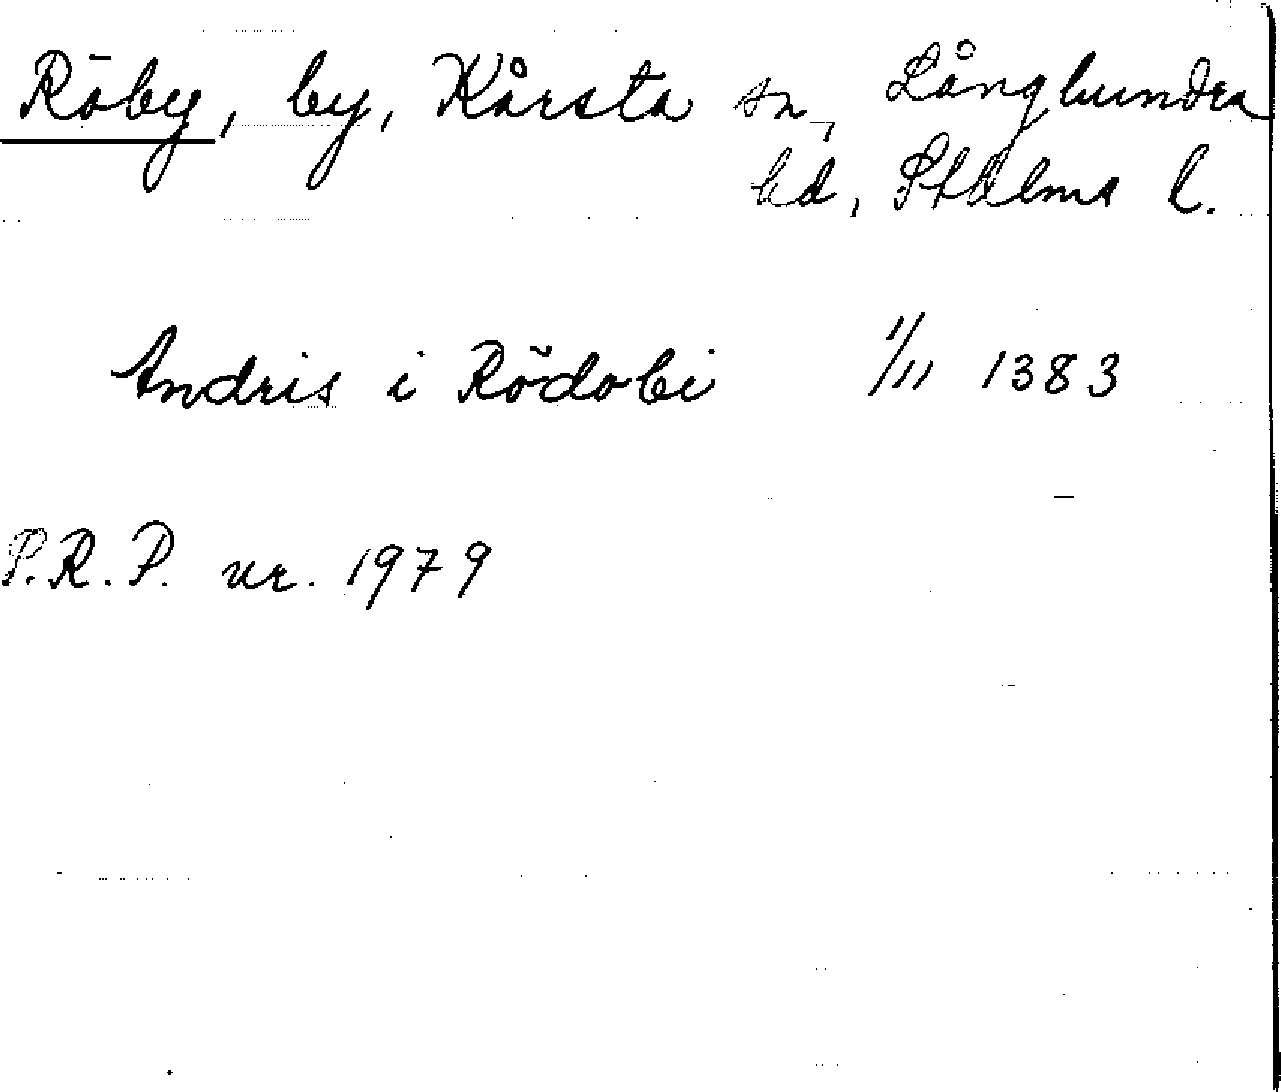 Röby, by, Kårsta sn, Långhundra
hd, Sthlms l.
Andris i Rödobi 1/11 1383
P.R.P. nr. 1979